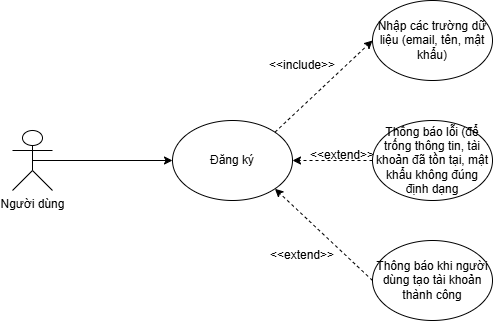 Nhập các trường dữ
liệu (email, tên, mật
khẩu)
<<include>>
Thông báo lỗi (để
trống thông tin, tài
khoản đã tồn tại, mật
khẩu không đúng
định dạng
<<extend>>
Đăng ký
Người dùng
<<extend>>
Thông báo khi người
dùng tạo tài khoản
thành công